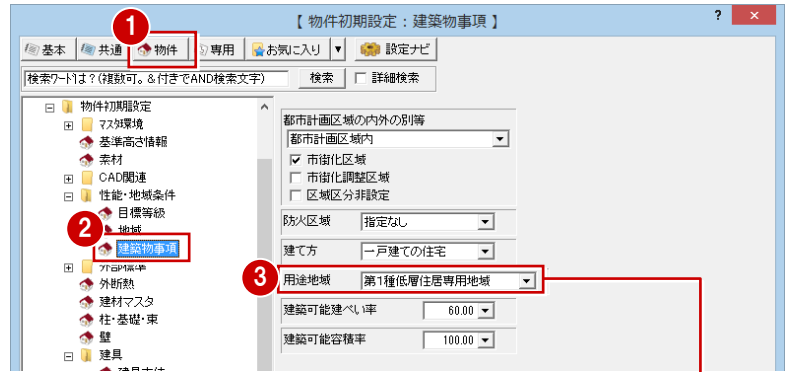 1
【 物件初期設定：建築物事項 】
?
×
基本 共通 物件 専用 お気に入り ▼ 設定ナビ
検索ワードは？(複数可。＆付きでAND検索文字) 検索 詳細検索
物件初期設定
マスタ環境
基準高さ情報
素材
CAD関連
性能・地域条件
目標等級
2
地域
建築物事項
外部標準
外断熱
建材マスタ
柱・基礎・束
壁
建具
建具寸法
都市計画区域の内外の別等
都市計画区域内
市街化区域
市街化調整区域
区域区分非設定
防火区域 指定なし
建て方 一戸建ての住宅
3
用途地域 第1種低層住居専用地域
建築可能建ぺい率 60.00
建築可能容積率 100.00